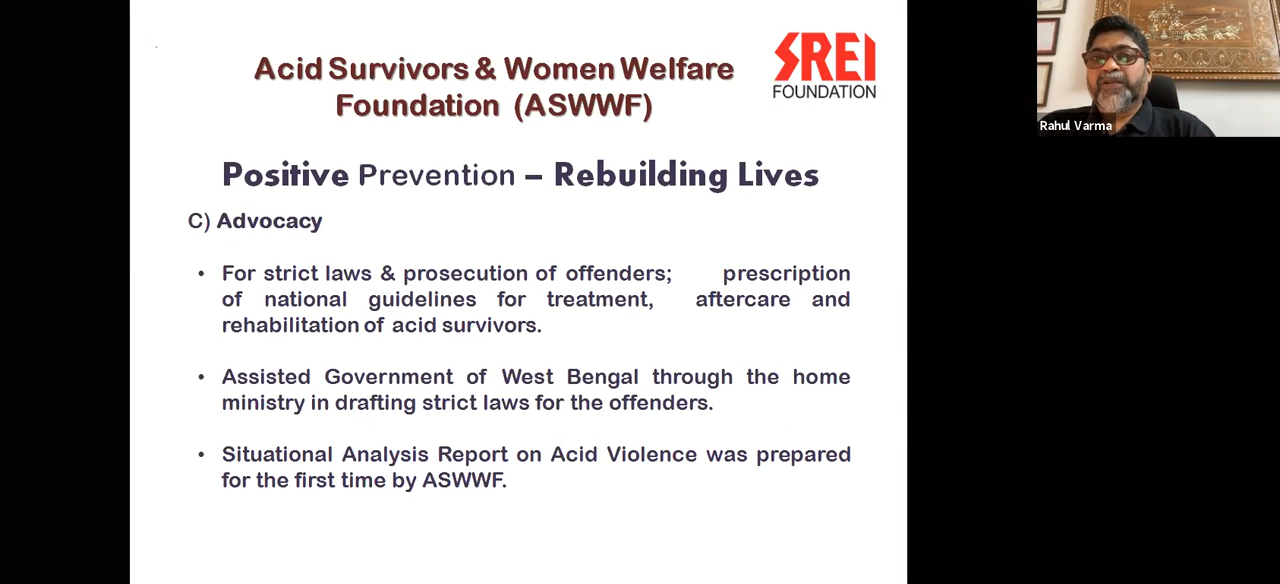 Acid Survivors & Women Welfare
Foundation (ASWWF)
SREI
FOUNDATION
Rahul Varma
Positive Prevention – Rebuilding Lives
C) Advocacy
• For strict laws & prosecution of offenders; prescription
of national guidelines for treatment, aftercare and
rehabilitation of acid survivors.
• Assisted Government of West Bengal through the home
ministry in drafting strict laws for the offenders.
• Situational Analysis Report on Acid Violence was prepared
for the first time by ASWWF.